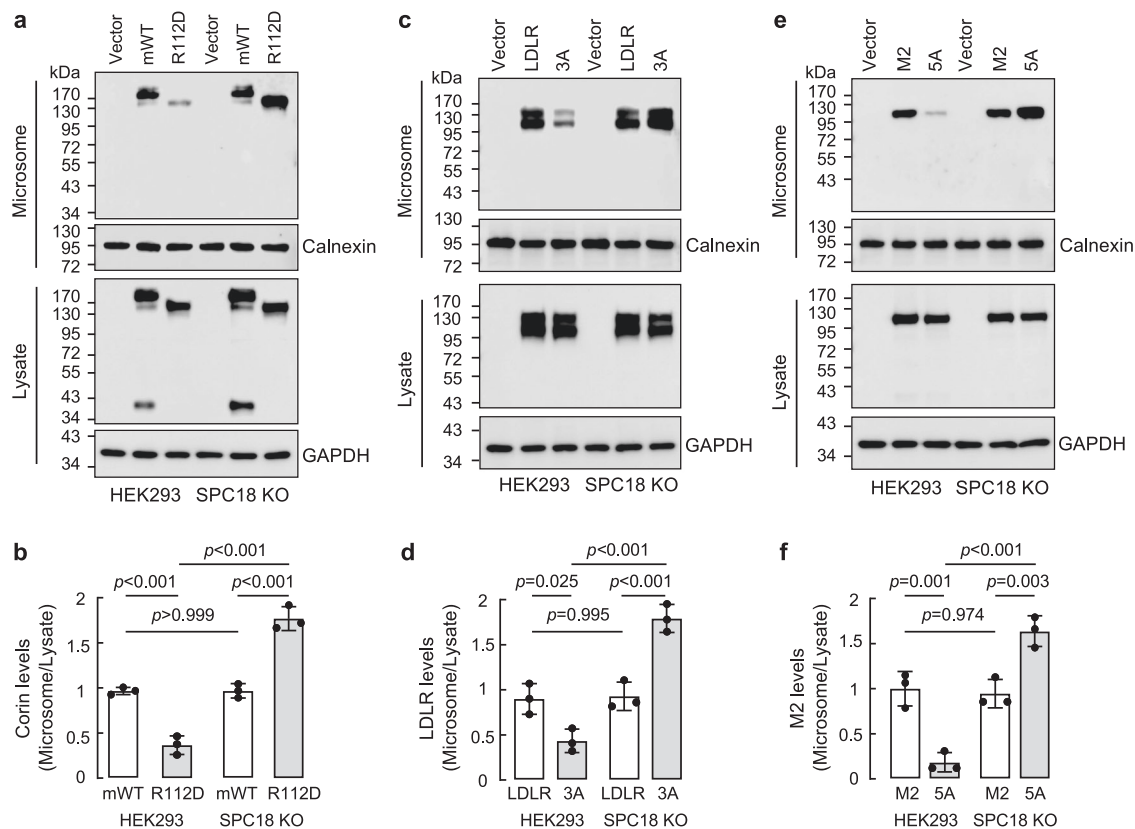 a
Vector
mWT
R112D
Vector
mWT
R112D
kDa
170
130
95
72
55
43
34
Microsome
130
95
72
Calnexin
170
130
95
72
55
43
34
Lysate
43
34
GAPDH
HEK293 SPC18 KO
c
Vector
LDLR
3A
Vector
LDLR
3A
kDa
170
130
95
72
55
43
34
Microsome
130
95
72
Calnexin
170
130
95
72
55
43
Lysate
43
34
GAPDH
HEK293 SPC18 KO
e
Vector
M2
5A
Vector
M2
5A
kDa
170
130
95
72
55
43
Microsome
130
95
72
Calnexin
170
130
95
72
55
43
34
Lysate
43
34
GAPDH
HEK293 SPC18 KO
b
p<0.001
p<0.001 p<0.001
p>0.999
2
1.5
1
0.5
0
Corin levels
(Microsome/Lysate)
mWT R112D mWT R112D
HEK293 SPC18 KO
d
p<0.001
p=0.025 p<0.001
p=0.995
2
1.5
1
0.5
0
LDLR levels
(Microsome/Lysate)
LDLR 3A LDLR 3A
HEK293 SPC18 KO
f
p<0.001
p=0.001 p=0.003
p=0.974
2
1.5
1
0.5
0
M2 levels
(Microsome/Lysate)
M2 5A M2 5A
HEK293 SPC18 KO